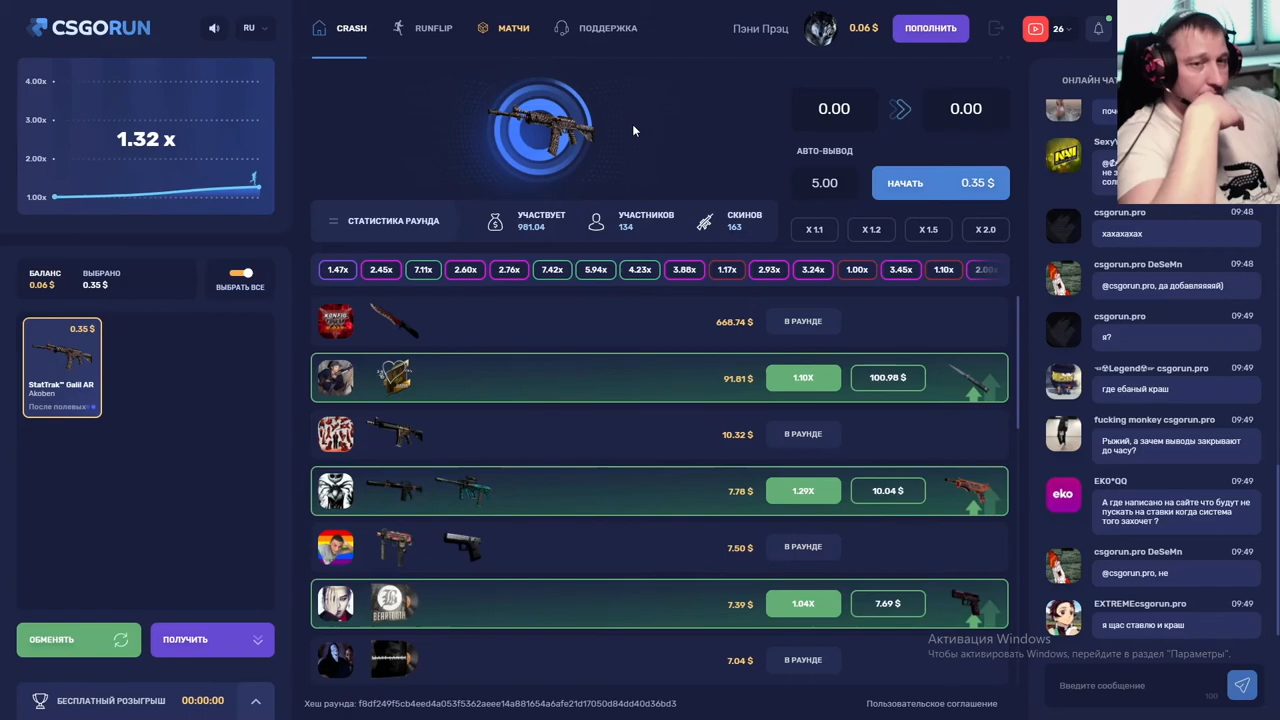 CSGORUN
RU
CRASH
RUNFLIP
МАТЧИ
ПОДДЕРЖКА
Пэни Прэц
0.06 $
ПОПОЛНИТЬ
26
4.00x
3.00x
2.00x
1.00x
1.32 x
0.00
0.00
АВТО-ВЫВОД
5.00
НАЧАТЬ 0.35 $
СТАТИСТИКА РАУНДА
УЧАСТВУЕТ
981.04
УЧАСТНИКОВ
134
СКИНОВ
163
X 1.1
X 1.2
X 1.5
X 2.0
БАЛАНС
0.06 $
ВЫБРАНО
0.35 $
ВЫБРАТЬ ВСЕ
1.47x 2.45x 7.11x 2.60x 2.76x 7.42x 5.94x 4.23x 3.88x 1.17x 2.93x 3.24x 1.00x 3.45x 1.10x 2.00x
0.35 $
StatTrak™ Galil AR
Akoben
После полевых
668.74 $ В РАУНДЕ
91.81 $ 1.10X 100.98 $
10.32 $ В РАУНДЕ
7.78 $ 1.29X 10.04 $
7.50 $ В РАУНДЕ
7.39 $ 1.04X 7.69 $
7.04 $ В РАУНДЕ
ОБМЕНЯТЬ
ПОЛУЧИТЬ
БЕСПЛАТНЫЙ РОЗЫГРЫШ 00:00:00
Хеш раунда: f8df249f5cb4eed4a053f5362aeee14a881654a6afe21d17050d84dd40d36bd3
Пользовательское соглашение
ОНЛАЙН ЧАТ
csgorun.pro 09:48
хахахахах
csgorun.pro DeSeMn 09:49
@csgorun.pro, да добавляяяяй)
csgorun.pro 09:49
я?
csgorun.pro 09:49
где ебаный краш
fucking monkey csgorun.pro 09:49
Рыжий, а зачем выводы закрывают
до часу?
EKO*QQ 09:49
А где написано на сайте что будут не
пускать на ставки когда система
того захочет ?
csgorun.pro DeSeMn 09:49
@csgorun.pro, не
EXTREMEcsgorun.pro 09:49
я щас ставлю и краш
Активация Windows
Чтобы активировать Windows, перейдите в раздел "Параметры".
Введите сообщение
100